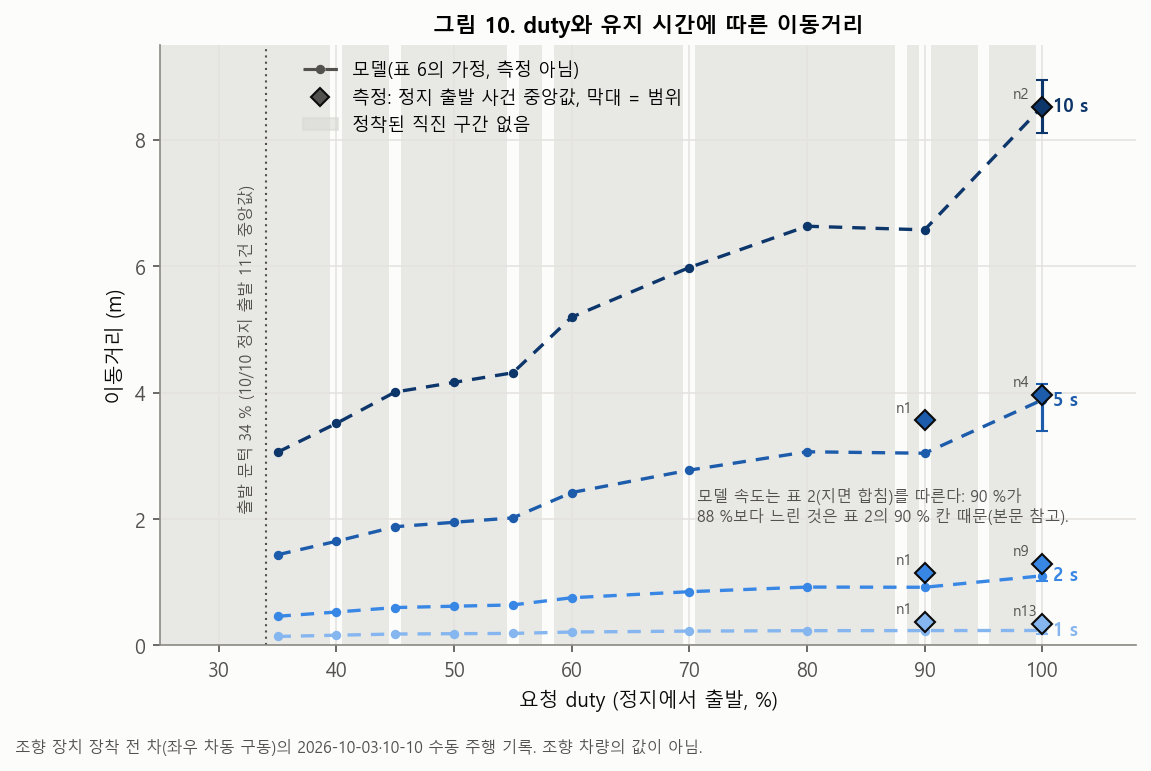 그림 10. duty와 유지 시간에 따른 이동거리
모델(표 6의 가정, 측정 아님)
측정: 정지 출발 사건 중앙값, 막대 = 범위
정착된 직진 구간 없음
출발 문턱 34 % (10/10 정지 출발 11건 중앙값)
이동거리 (m)
8
6
4
2
0
n2
10 s
n4
5 s
n1
모델 속도는 표 2(지면 합침)를 따른다: 90 %가
88 %보다 느린 것은 표 2의 90 % 칸 때문(본문 참고).
n1
n9
2 s
n1
n13
1 s
30 40 50 60 70 80 90 100
요청 duty (정지에서 출발, %)
조향 장치 장착 전 차(좌우 차동 구동)의 2026-10-03·10-10 수동 주행 기록. 조향 차량의 값이 아님.